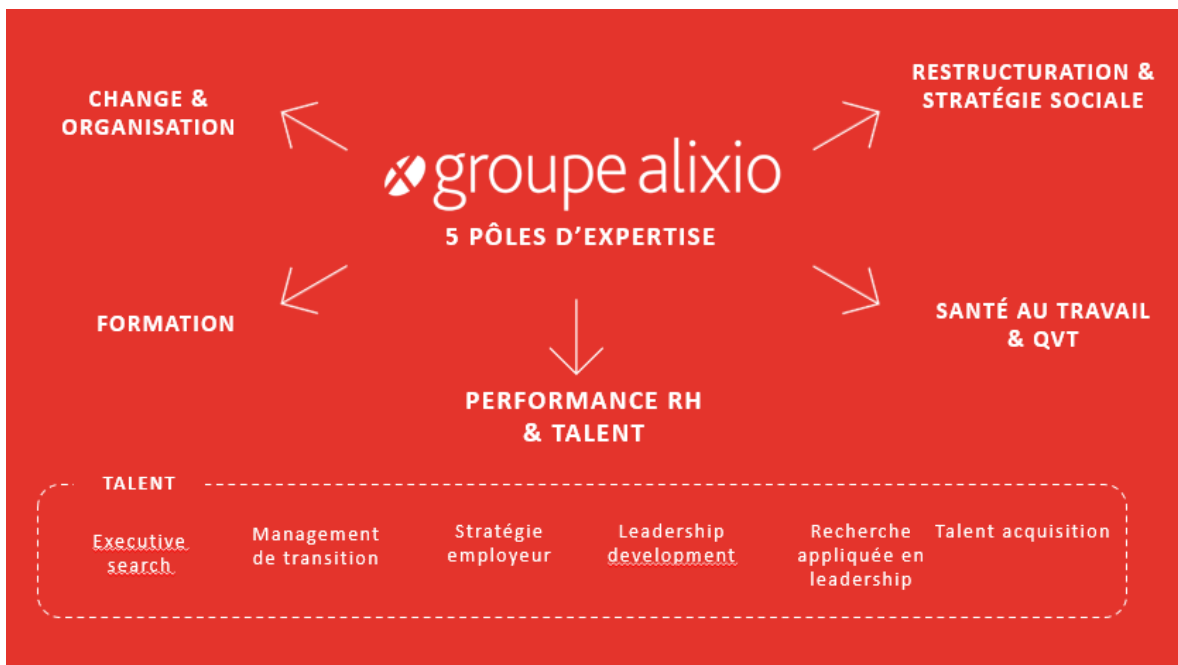 CHANGE &
ORGANISATION
RESTRUCTURATION &
STRATÉGIE SOCIALE
groupe alixio
5 PÔLES D’EXPERTISE
FORMATION
SANTÉ AU TRAVAIL
& QVT
PERFORMANCE RH
& TALENT
TALENT
Executive
search
Management
de transition
Stratégie
employeur
Leadership
development
Recherche
appliquée en
leadership
Talent acquisition